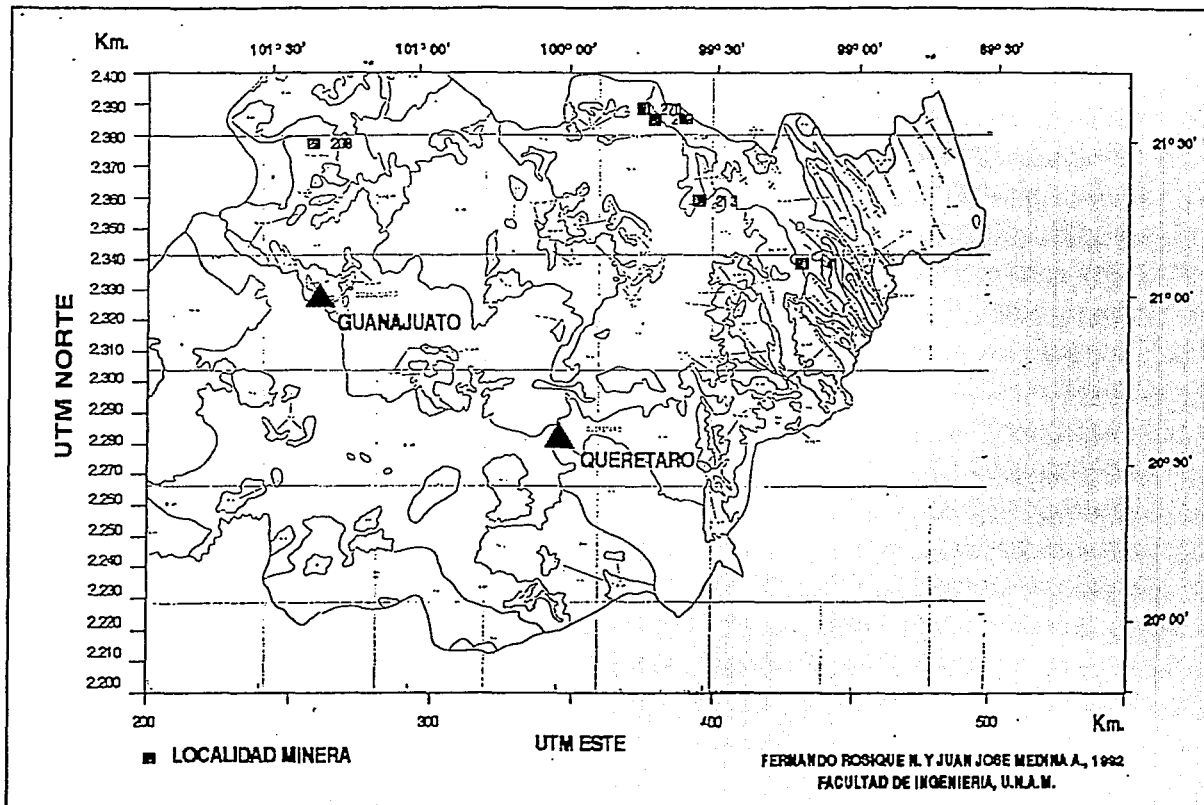 Km.
101° 30' 101° 00' 100° 00' 99° 30' 99° 00' 89° 30'
2.400
2.390
2.380
2.370
2.360
2.350
2.340
2.330
2.320
2.310
2.300
2.290
2.280
2.270
2.260
2.250
2.240
2.230
2.220
2.210
2.200
UTM NORTE
208
GUANAJUATO
QUERETARO
QUERETARO
21° 30'
21° 00'
20° 30'
20° 00'
200 300 400 500 Km.
UTM ESTE
LOCALIDAD MINERA
FERNANDO ROSIQUE N. Y JUAN JOSE MEDINA A., 1992
FACULTAD DE INGENIERIA, U.N.A.M.